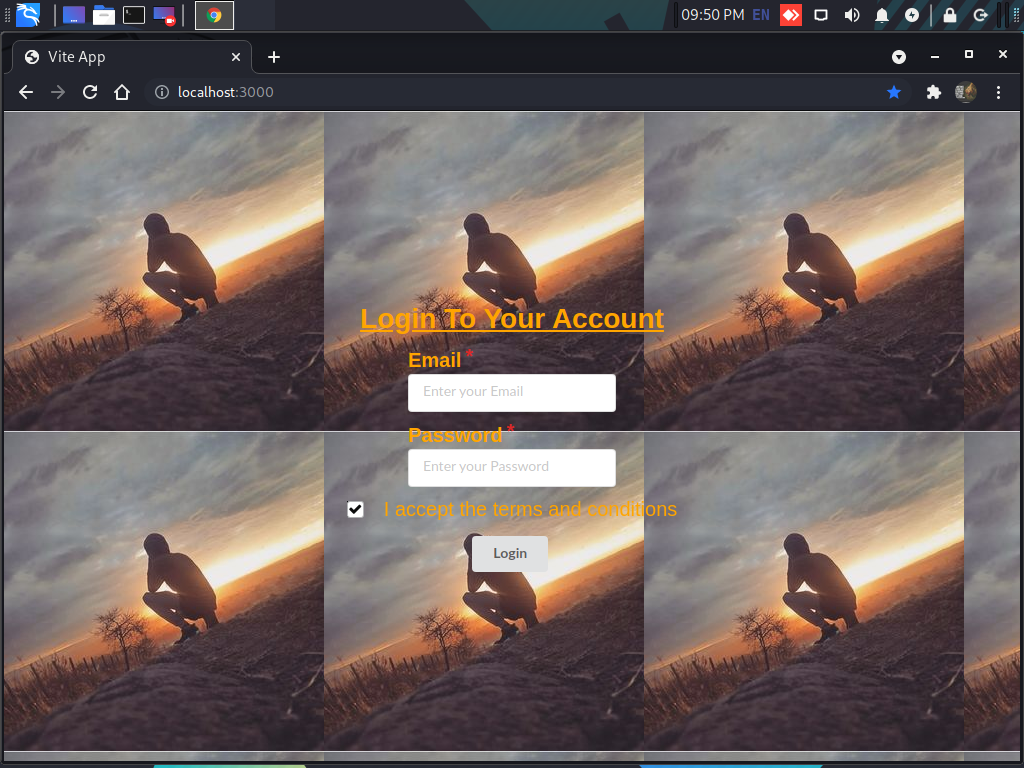 09:50 PM EN
Vite App
localhost:3000
Login To Your Account
Email *
Enter your Email
Password *
Enter your Password
I accept the terms and conditions
Login